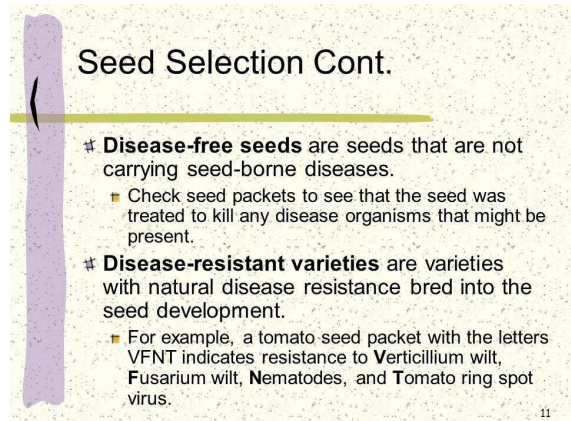 Seed Selection Cont.
Disease-free seeds are seeds that are not
carrying seed-borne diseases.
Check seed packets to see that the seed was
treated to kill any disease organisms that might be
present.
Disease-resistant varieties are varieties
with natural disease resistance bred into the
seed development.
For example, a tomato seed packet with the letters
VFNT indicates resistance to Verticillium wilt,
Fusarium wilt, Nematodes, and Tomato ring spot
virus.
11